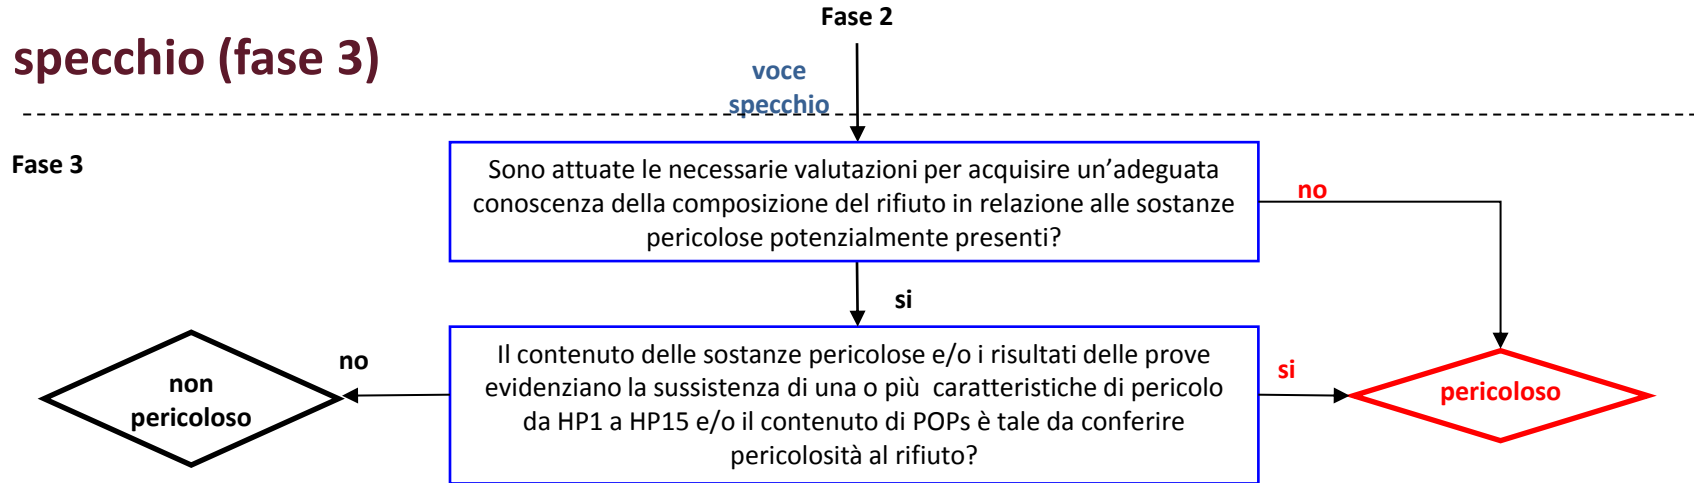 Fase 2
specchio (fase 3)
voce
specchio
Fase 3
Sono attuate le necessarie valutazioni per acquisire un’adeguata
conoscenza della composizione del rifiuto in relazione alle sostanze
pericolose potenzialmente presenti?
no
si
Il contenuto delle sostanze pericolose e/o i risultati delle prove
evidenziano la sussistenza di una o più caratteristiche di pericolo
da HP1 a HP15 e/o il contenuto di POPs è tale da conferire
pericolosità al rifiuto?
no
non
pericoloso
si
pericoloso